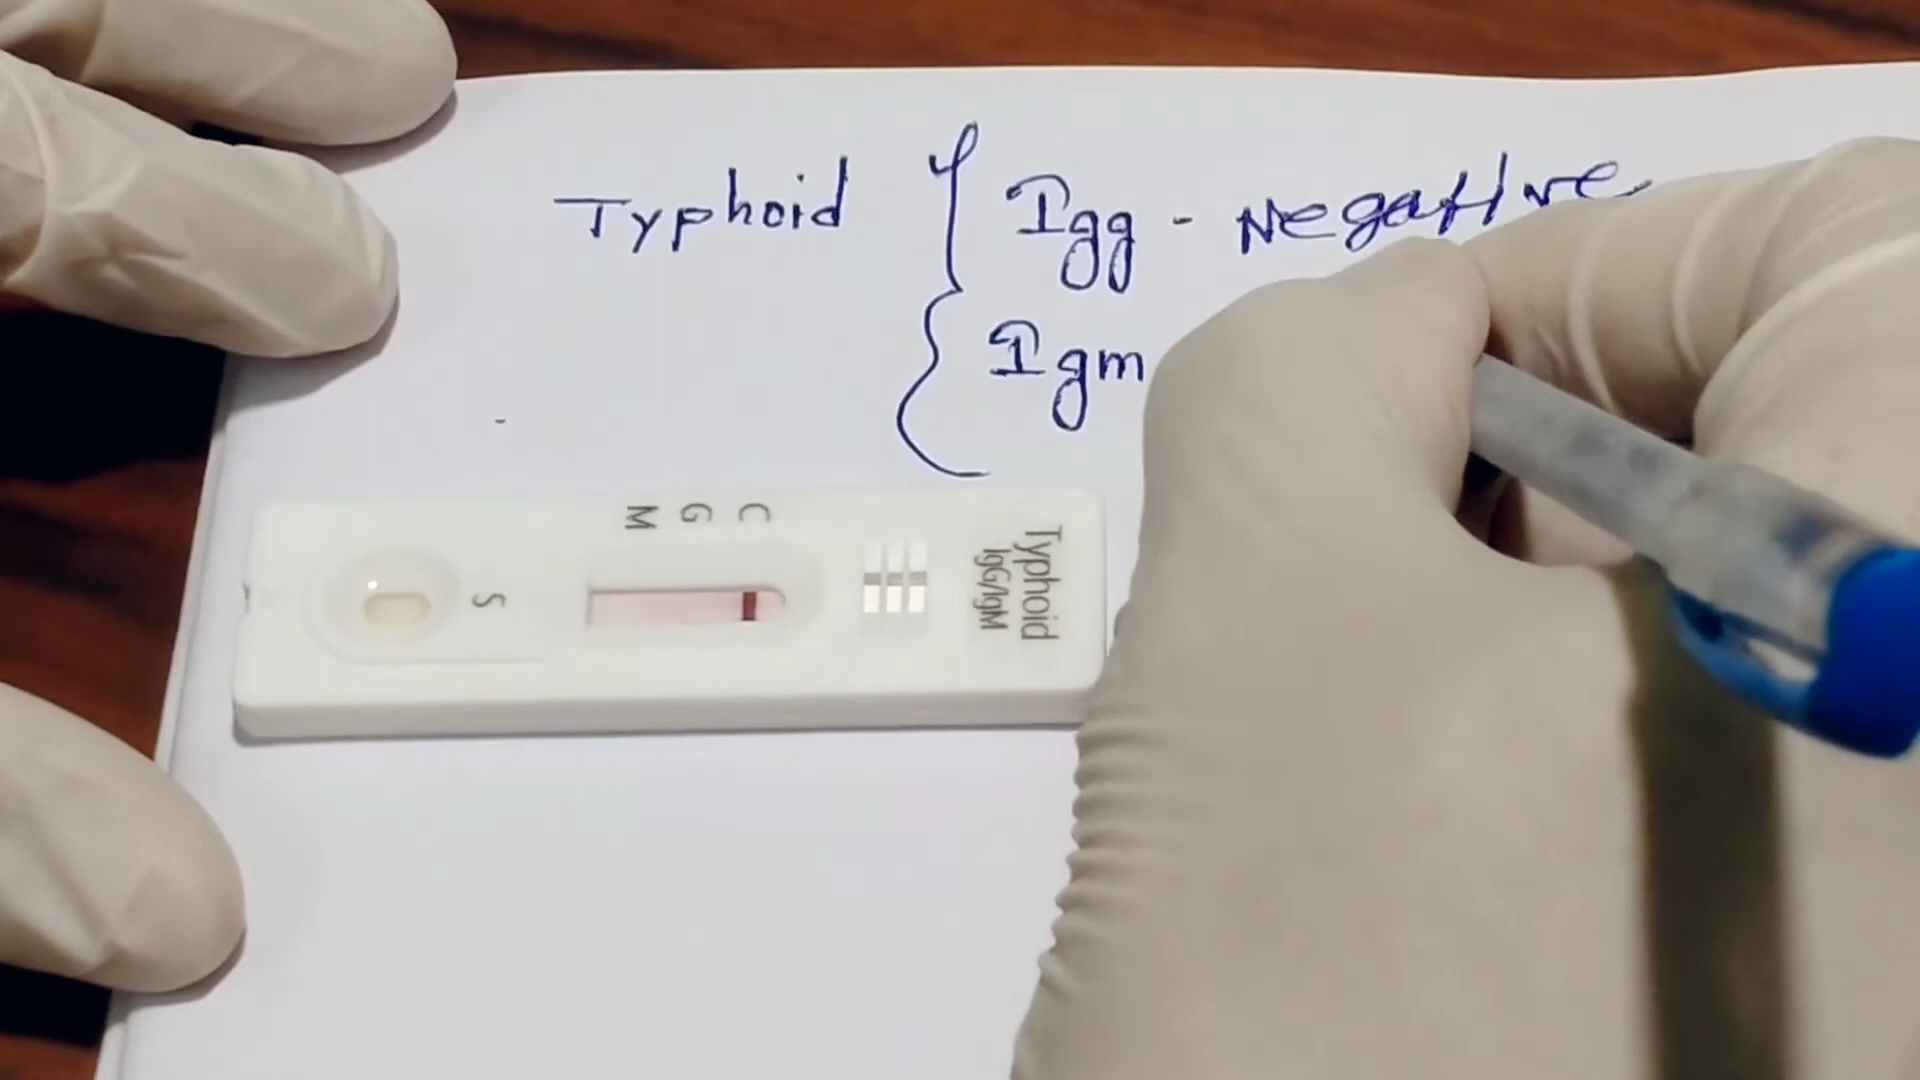 Typhoid { Igg - Negative
Igm
M G C
S
Typhoid
IgG/IgM